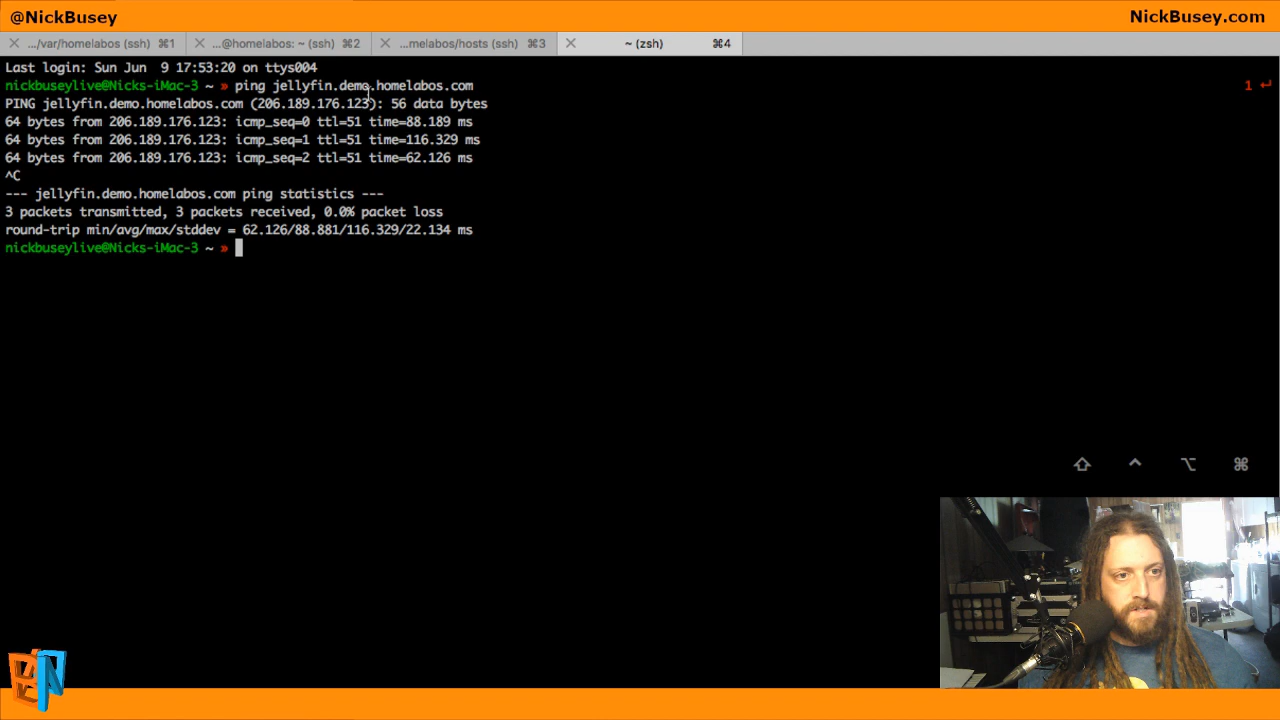 @NickBusey
NickBusey.com
.../var/homelabos (ssh) ⌘1
...@homelabos: ~ (ssh) ⌘2
...melabos/hosts (ssh) ⌘3
~ (zsh) ⌘4
Last login: Sun Jun  9 17:53:20 on ttys004
nickbuseylive@Nicks-iMac-3 ~ » ping jellyfin.demo.homelabos.com 1 ↵
PING jellyfin.demo.homelabos.com (206.189.176.123): 56 data bytes
64 bytes from 206.189.176.123: icmp_seq=0 ttl=51 time=88.189 ms
64 bytes from 206.189.176.123: icmp_seq=1 ttl=51 time=116.329 ms
64 bytes from 206.189.176.123: icmp_seq=2 ttl=51 time=62.126 ms
^C
--- jellyfin.demo.homelabos.com ping statistics ---
3 packets transmitted, 3 packets received, 0.0% packet loss
round-trip min/avg/max/stddev = 62.126/88.881/116.329/22.134 ms
nickbuseylive@Nicks-iMac-3 ~ »
⇧ ^ ⌥ ⌘